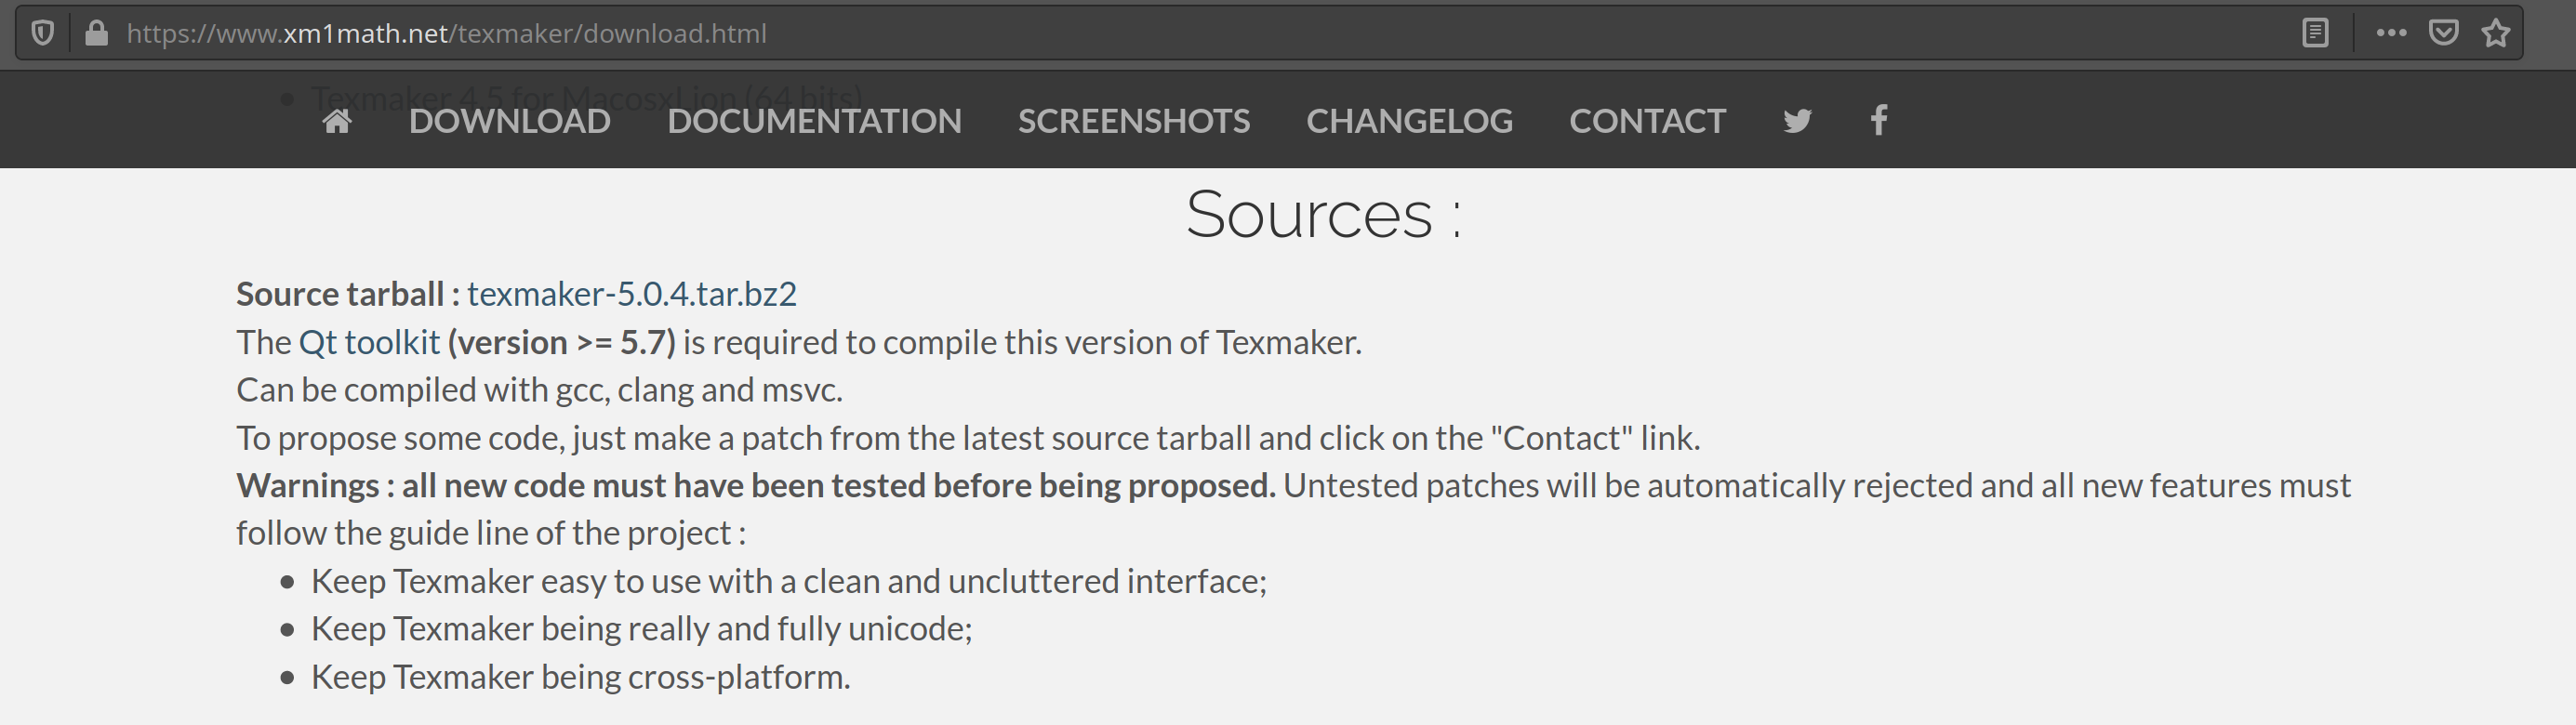 https://www.xm1math.net/texmaker/download.html
Texmaker 4.5 for MacosxLion (64 bits)
DOWNLOAD DOCUMENTATION SCREENSHOTS CHANGELOG CONTACT
Sources :
Source tarball : texmaker-5.0.4.tar.bz2
The Qt toolkit (version >= 5.7) is required to compile this version of Texmaker.
Can be compiled with gcc, clang and msvc.
To propose some code, just make a patch from the latest source tarball and click on the "Contact" link.
Warnings : all new code must have been tested before being proposed. Untested patches will be automatically rejected and all new features must
follow the guide line of the project :
Keep Texmaker easy to use with a clean and uncluttered interface;
Keep Texmaker being really and fully unicode;
Keep Texmaker being cross-platform.